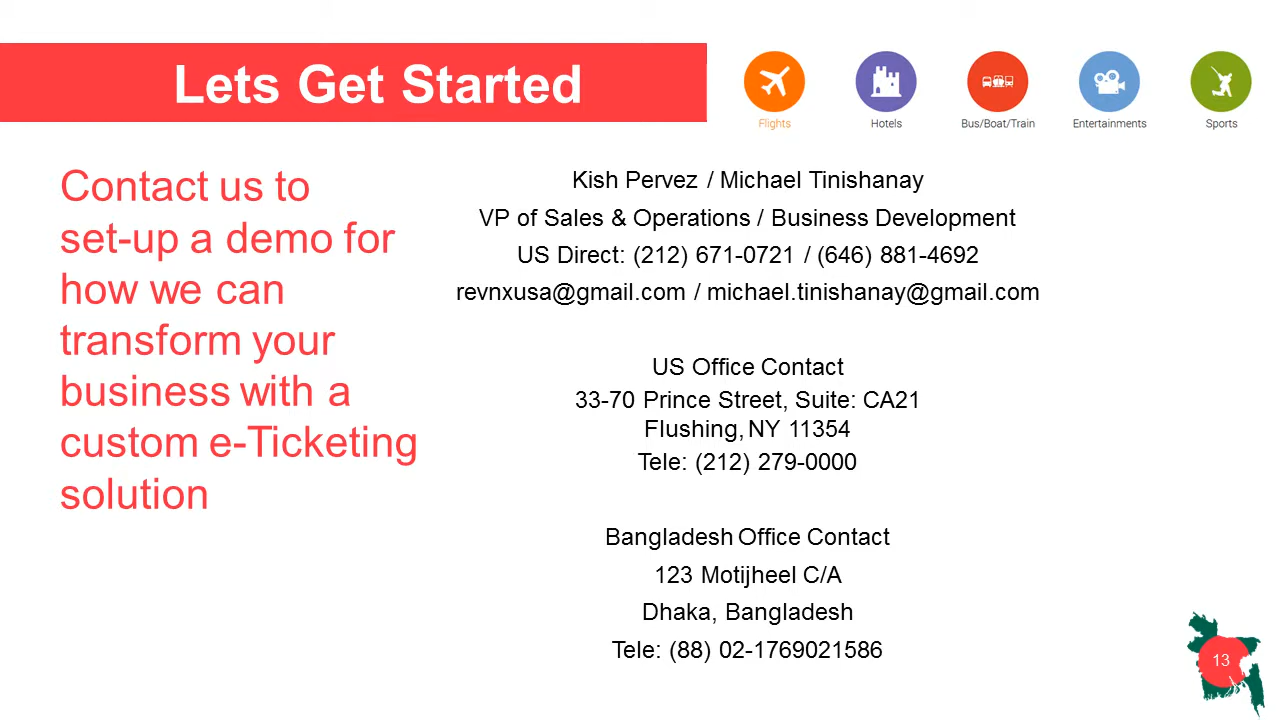 Lets Get Started
Flights
Hotels
Bus/Boat/Train
Entertainments
Sports
Contact us to
set-up a demo for
how we can
transform your
business with a
custom e-Ticketing
solution
Kish Pervez / Michael Tinishanay
VP of Sales & Operations / Business Development
US Direct: (212) 671-0721 / (646) 881-4692
revnxusa@gmail.com / michael.tinishanay@gmail.com
US Office Contact
33-70 Prince Street, Suite: CA21
Flushing, NY 11354
Tele: (212) 279-0000
Bangladesh Office Contact
123 Motijheel C/A
Dhaka, Bangladesh
Tele: (88) 02-1769021586
13